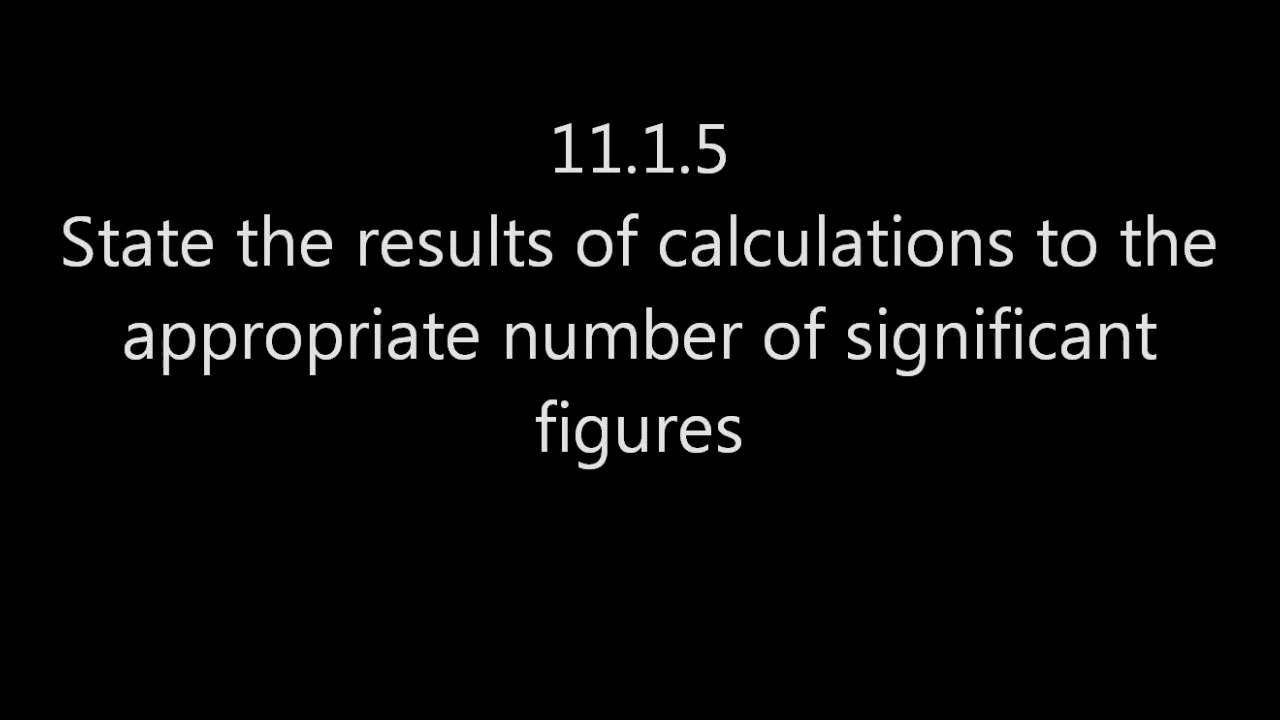 11.1.5
State the results of calculations to the
appropriate number of significant
figures